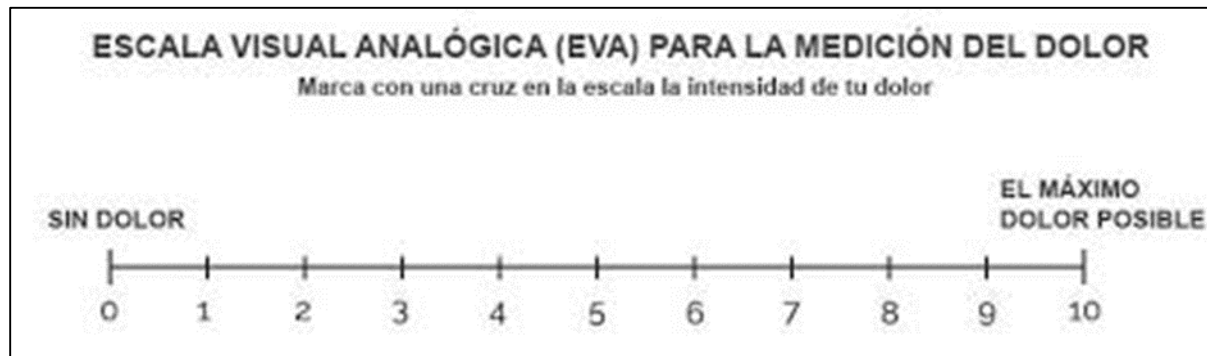 ESCALA VISUAL ANALÓGICA (EVA) PARA LA MEDICIÓN DEL DOLOR
Marca con una cruz en la escala la intensidad de tu dolor
SIN DOLOR
EL MÁXIMO
DOLOR POSIBLE
0 1 2 3 4 5 6 7 8 9 10